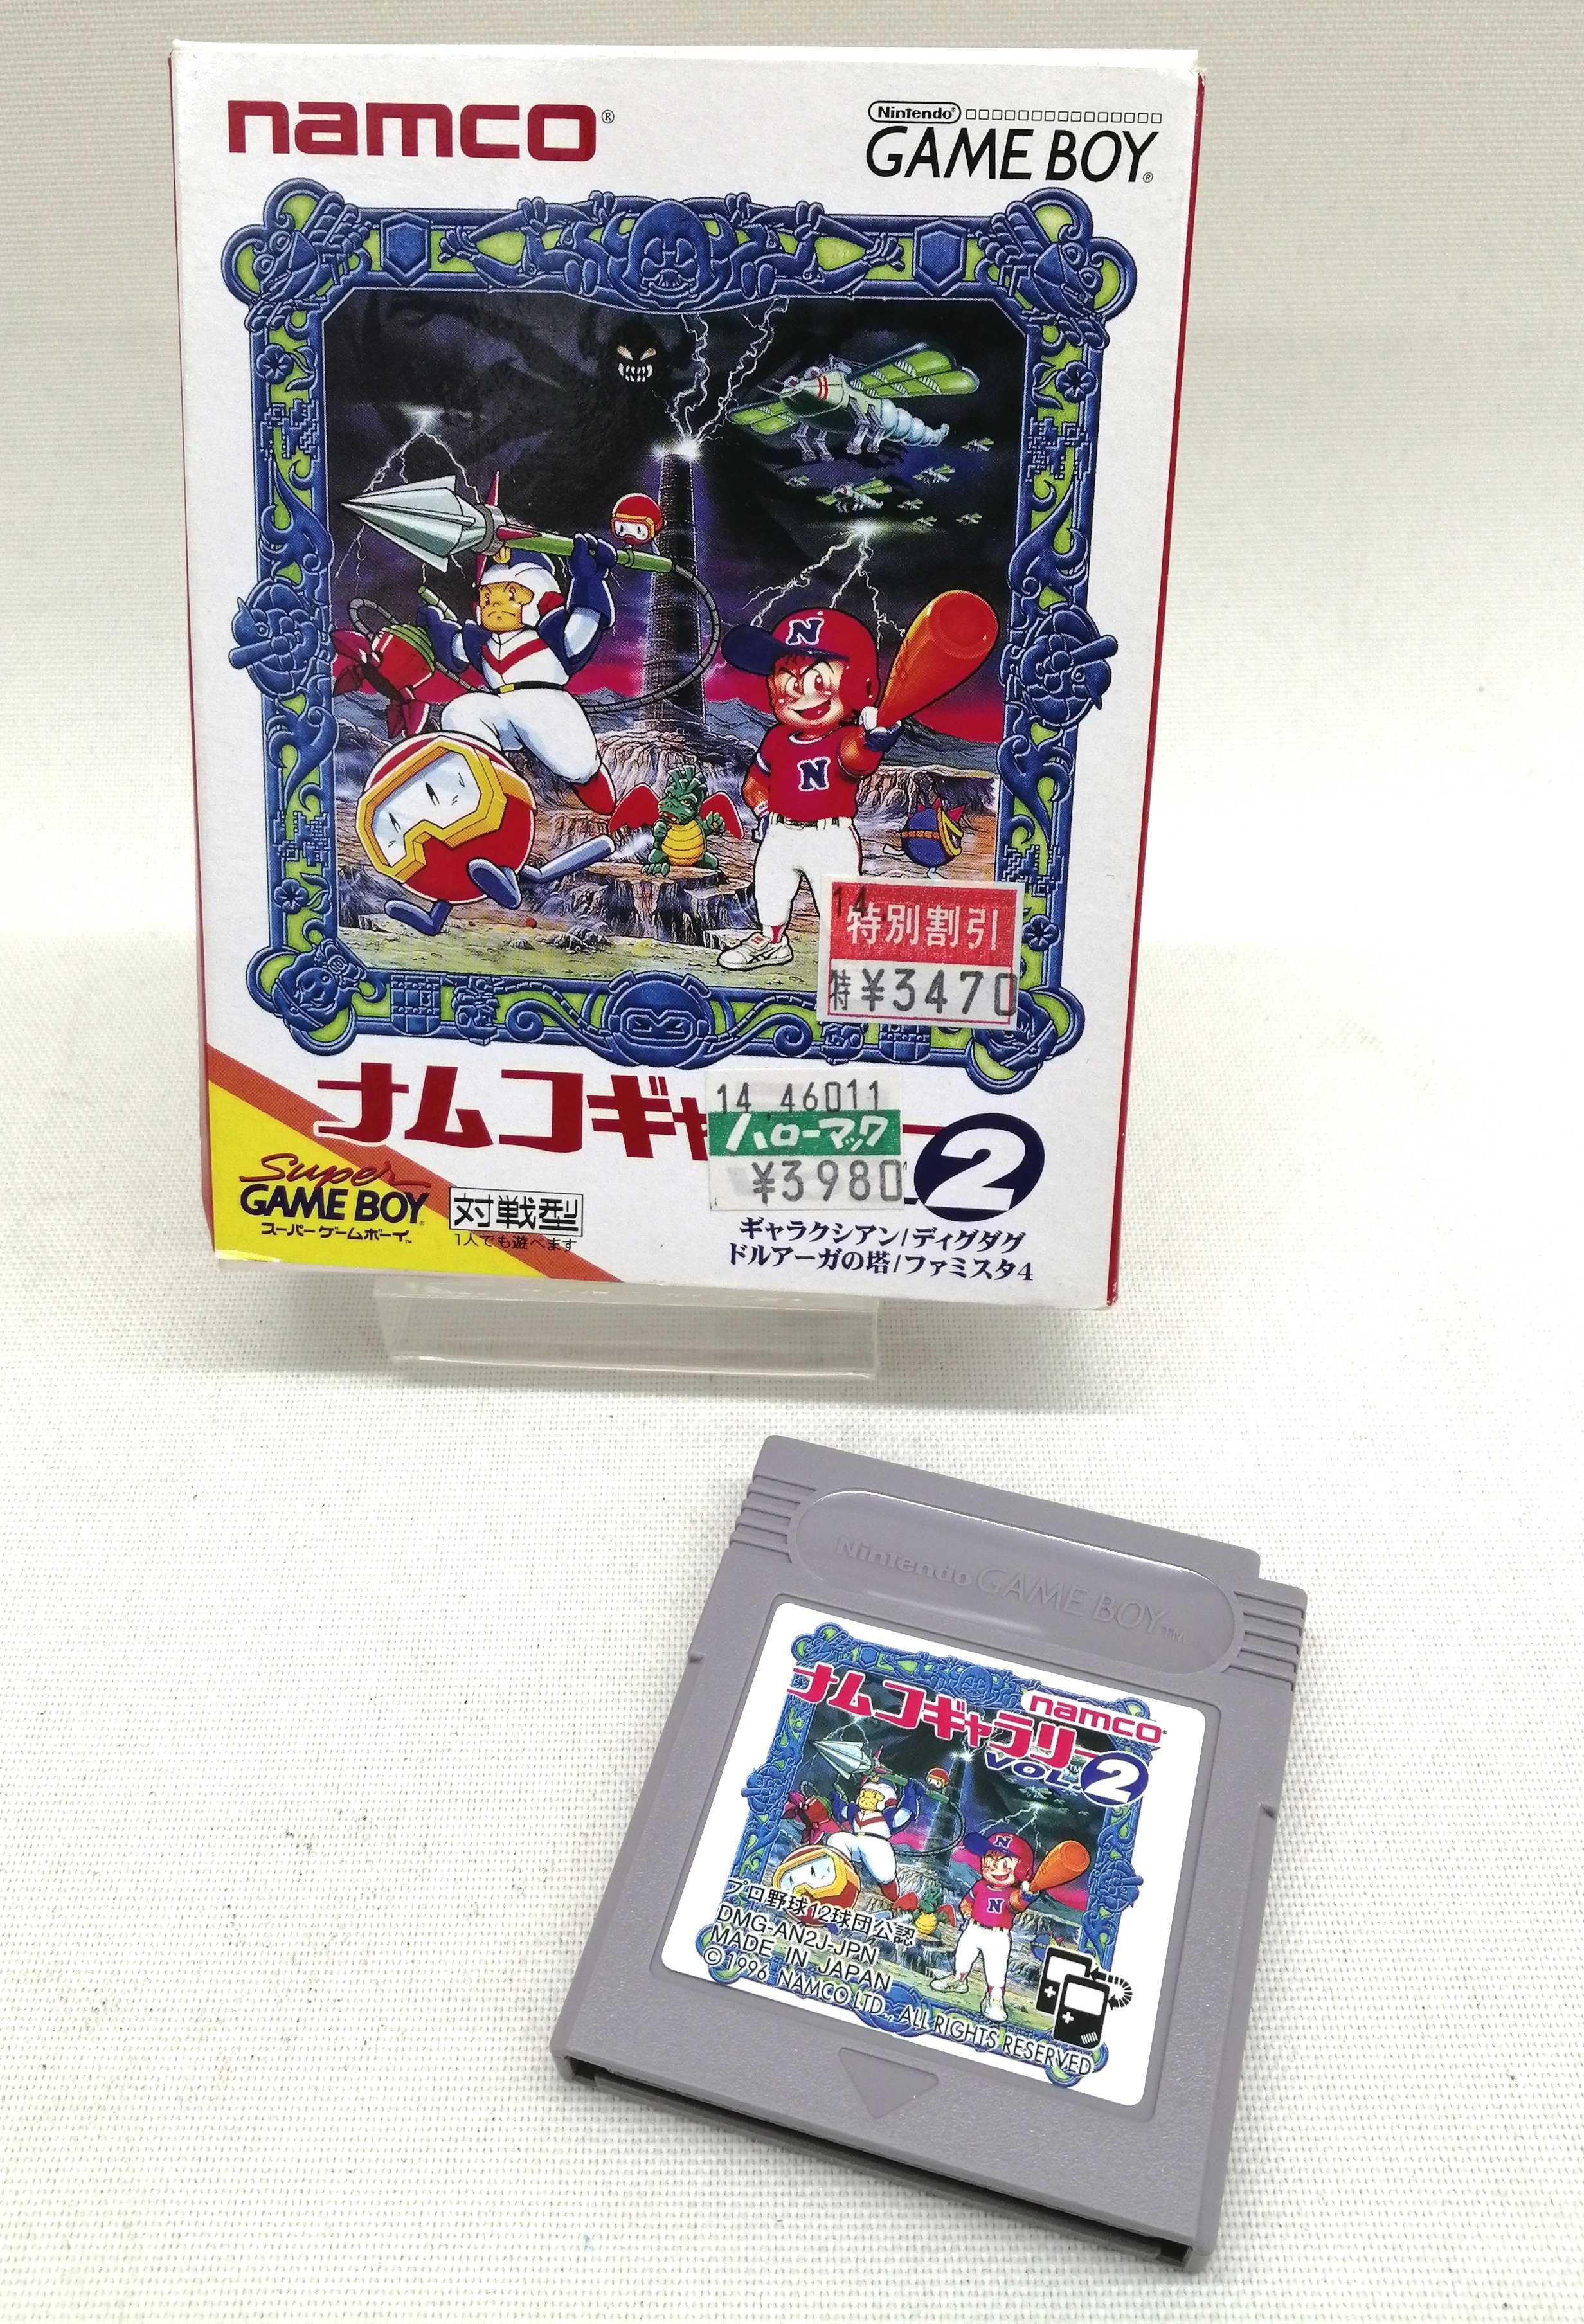 namco®
Nintendo®
GAME BOY®
N
N
14
特別割引
特 ¥3470
ナムコギャ
14 46011
ハローマック
¥3980
2
Super
GAME BOY
スーパーゲームボーイ™
対戦型
1人でも遊べます
ギャラクシアン/ディグダグ
ドルアーガの塔/ファミスタ4
Nintendo GAME BOY™
namco
ナムコギャラリー
VOL.2
N
N
プロ野球12球団公認
DMG-AN2J-JPN
MADE IN JAPAN
© 1996 NAMCO LTD., ALL RIGHTS RESERVED